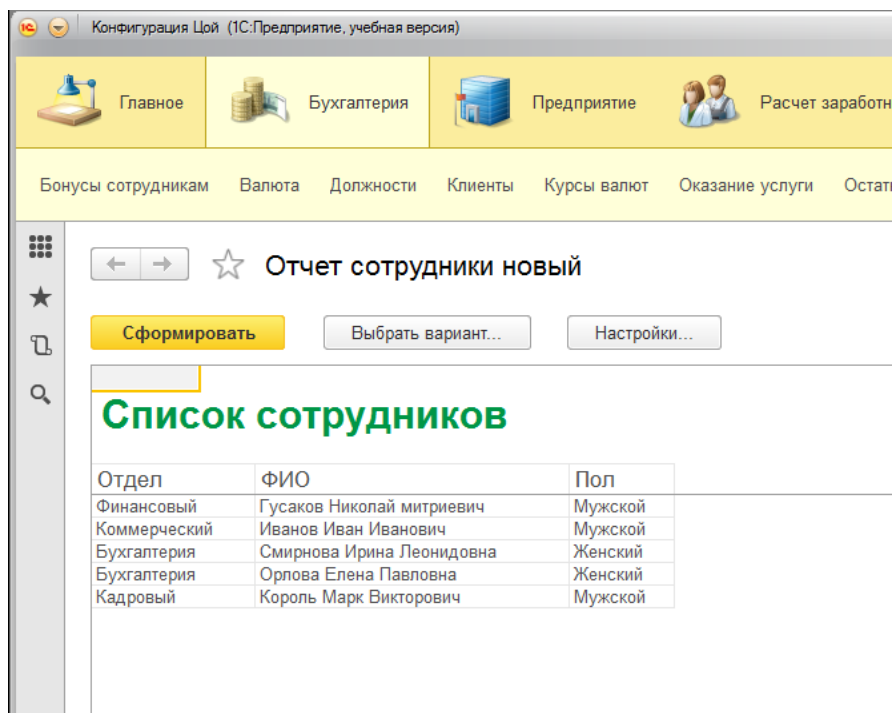 Конфигурация Цой (1С:Предприятие, учебная версия)
Главное Бухгалтерия Предприятие Расчет заработн
Бонусы сотрудникам Валюта Должности Клиенты Курсы валют Оказание услуги Остат
Отчет сотрудники новый
Сформировать Выбрать вариант... Настройки...
Список сотрудников
Отдел ФИО Пол
Финансовый Гусаков Николай митриевич Мужской
Коммерческий Иванов Иван Иванович Мужской
Бухгалтерия Смирнова Ирина Леонидовна Женский
Бухгалтерия Орлова Елена Павловна Женский
Кадровый Король Марк Викторович Мужской